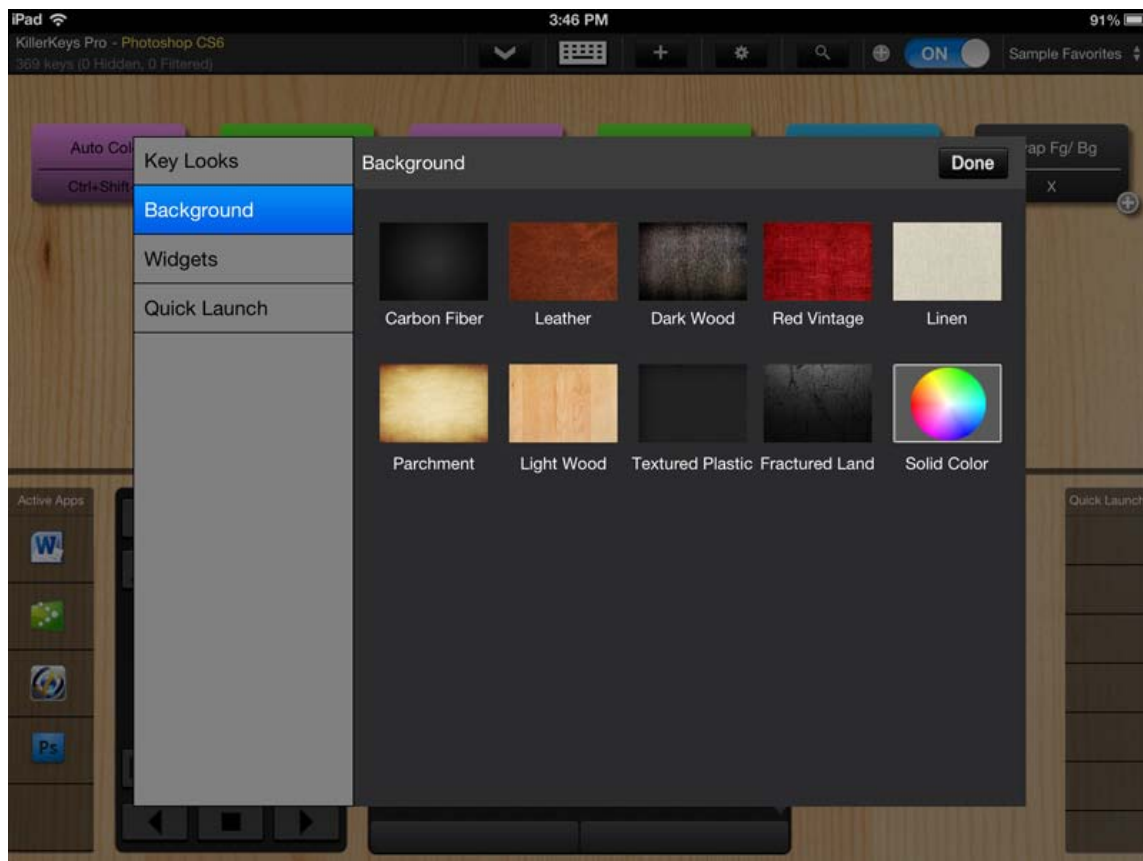 iPad 3:46 PM 91%
KillerKeys Pro - Photoshop CS6
369 keys (0 Hidden, 0 Filtered)
ON
Sample Favorites
Auto Col
Ctrl+Shift
ap Fg/ Bg
X
Key Looks
Background
Widgets
Quick Launch
Background
Done
Carbon Fiber Leather Dark Wood Red Vintage Linen
Parchment Light Wood Textured Plastic Fractured Land Solid Color
Active Apps
W
Ps
Quick Launch